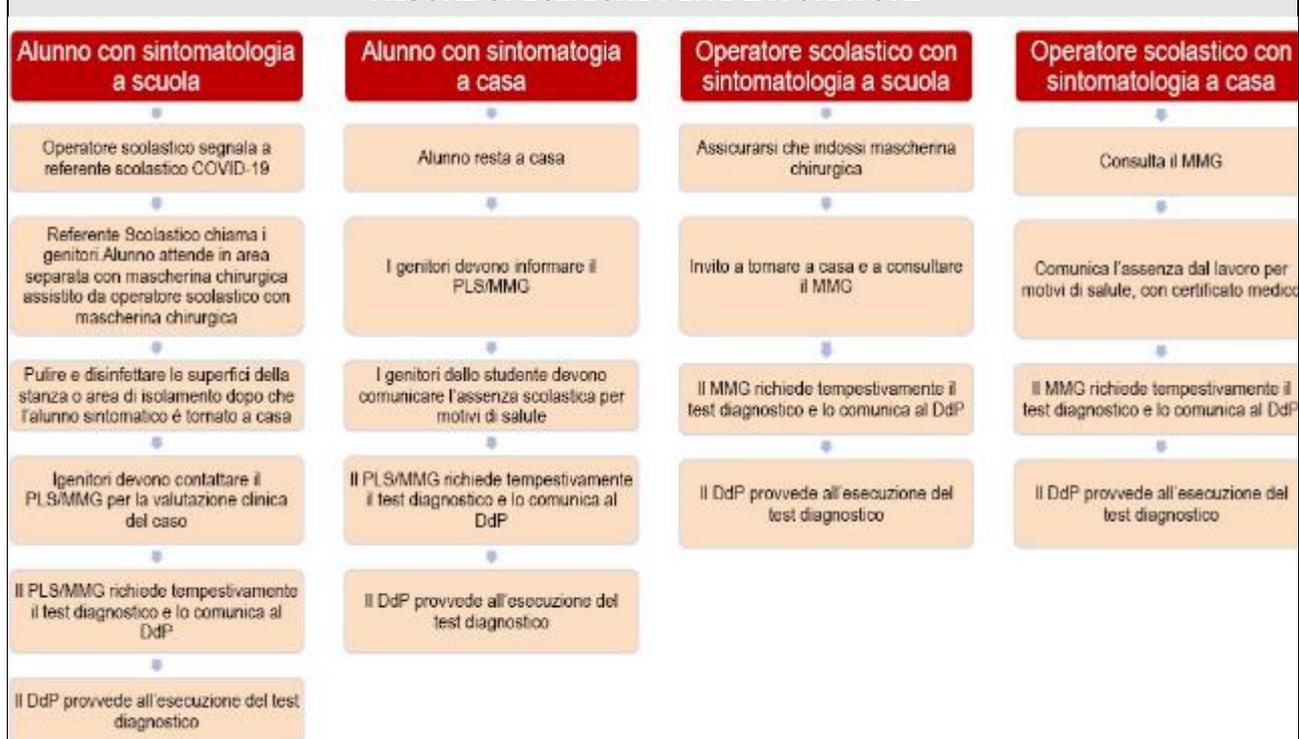 Alunno con sintomatologia
a scuola
Operatore scolastico segnala a
referente scolastico COVID-19
Referente Scolastico chiama i
genitori.Alunno attende in area
separata con mascherina chirurgica
assistito da operatore scolastico con
mascherina chirurgica
Pulire e disinfettare le superfici della
stanza o area di isolamento dopo che
l'alunno sintomatico é tornato a casa
Igenitori devono contattare il
PLS/MMG per la valutazione clinica
del caso
Il PLS/MMG richiede tempestivamente
il test diagnostico e lo comunica al
DdP
Il DdP provvede all'esecuzione del test
diagnostico
Alunno con sintomatogia
a casa
Alunno resta a casa
I genitori devono informare il
PLS/MMG
I genitori dello studente devono
comunicare l'assenza scolastica per
motivi di salute
Il PLS/MMG richiede tempestivamente
il test diagnostico e lo comunica al
DdP
Il DdP provvede all'esecuzione del
test diagnostico
Operatore scolastico con
sintomatologia a scuola
Assicurarsi che indossi mascherina
chirurgica
Invito a tornare a casa e a consultare
il MMG
Il MMG richiede tempestivamente il
test diagnostico e lo comunica al DdP
Il DdP provvede all'esecuzione del
test diagnostico
Operatore scolastico con
sintomatologia a casa
Consulta il MMG
Comunica l'assenza dal lavoro per
motivi di salute, con certificato medico
Il MMG richiede tempestivamente il
test diagnostico e lo comunica al DdP
Il DdP provvede all'esecuzione del
test diagnostico